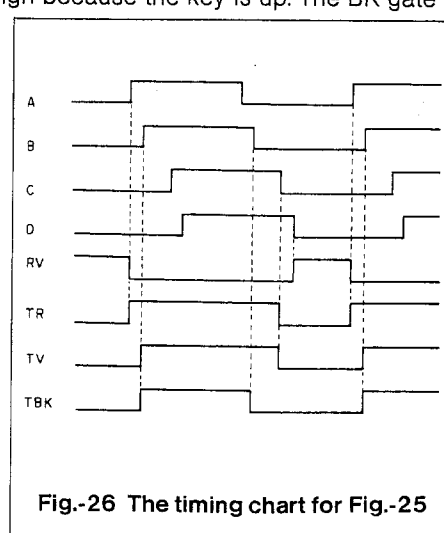 because the key is up. The BK gate
A
B
C
D
RV
TR
TV
TBK
Fig.-26 The timing chart for Fig.-25